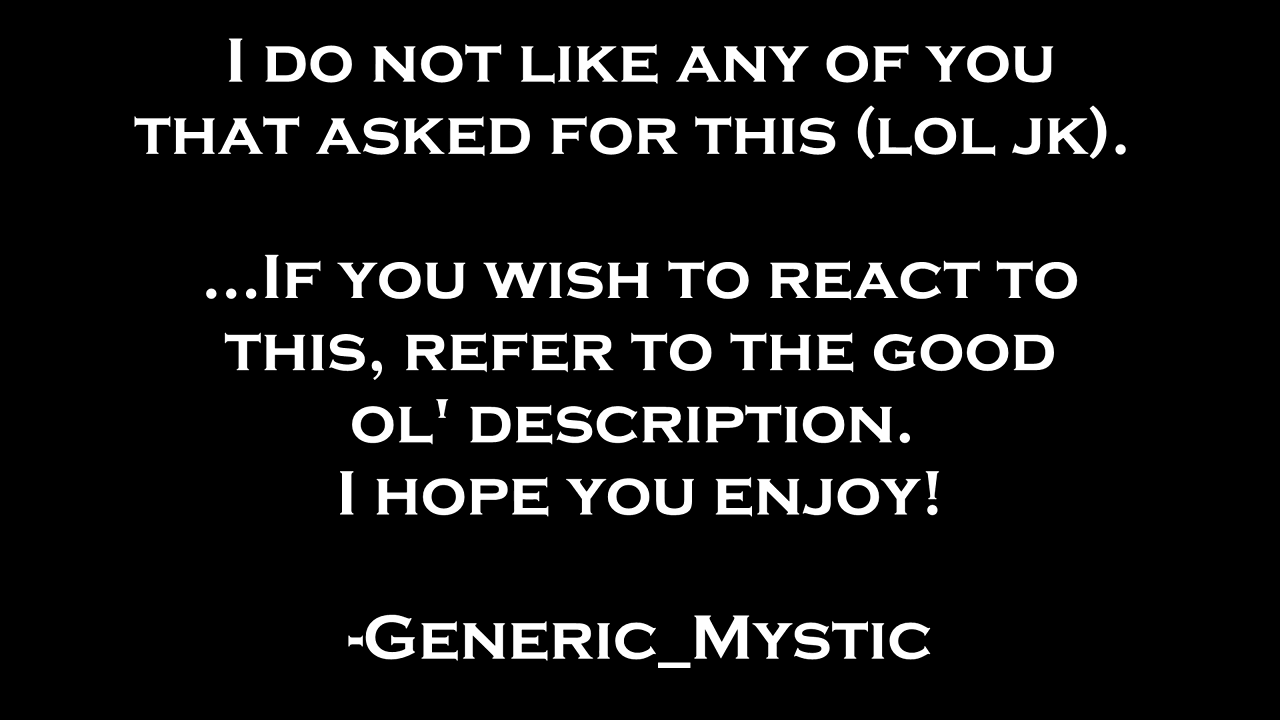 I do not like any of you
that asked for this (lol jk).
...If you wish to react to
this, refer to the good
ol' description.
I hope you enjoy!
-Generic_Mystic